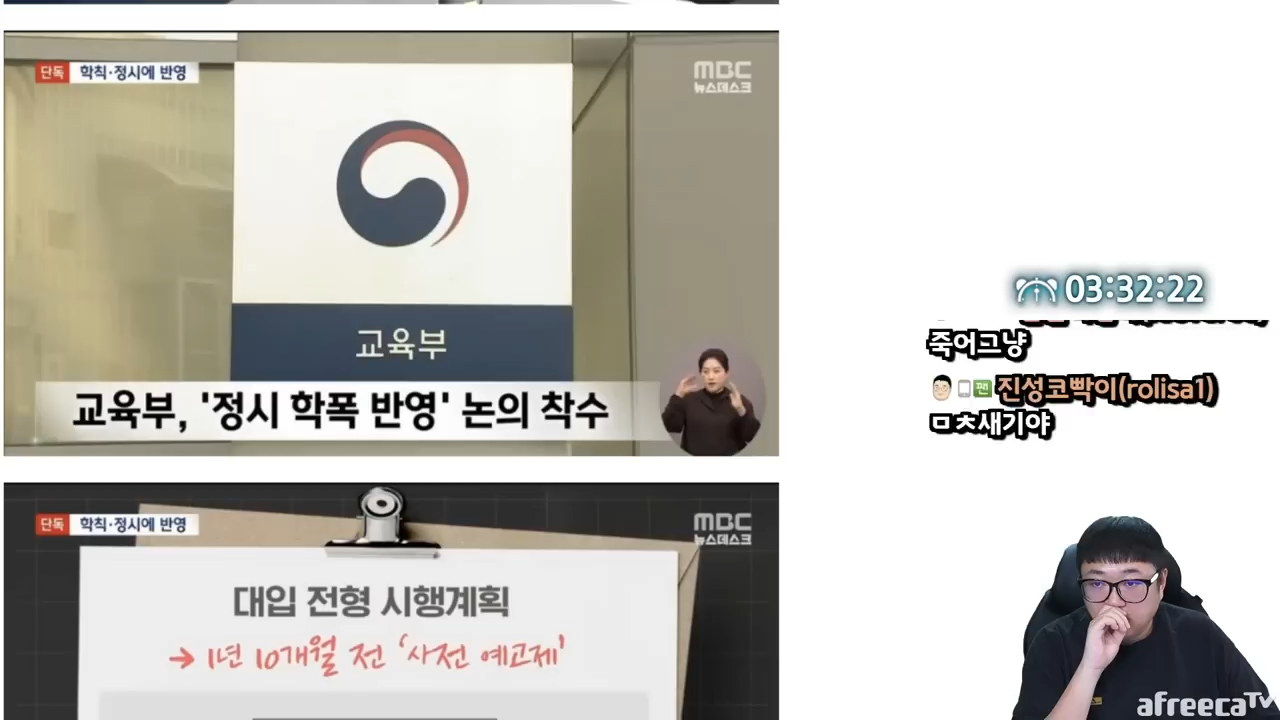 단독 학칙·정시에 반영
MBC
뉴스데스크
교육부
교육부, '정시 학폭 반영' 논의 착수
단독 학칙·정시에 반영
MBC
뉴스데스크
대입 전형 시행계획
→ 1년 10개월 전 '사전 예고제'
03:32:22
죽어그냥
팬 진성코빡이(rolisa1)
ㅁㅊ새기야
afreecaTV